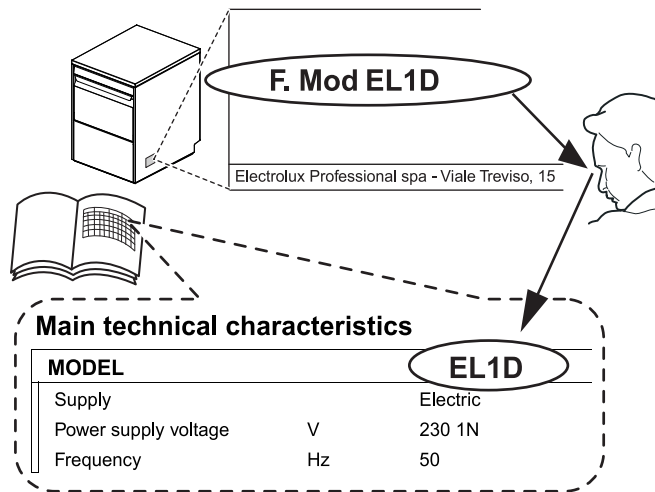 F. Mod EL1D
Electrolux Professional spa - Viale Treviso, 15
Main technical characteristics
MODEL EL1D
Supply Electric
Power supply voltage V 230 1N
Frequency Hz 50